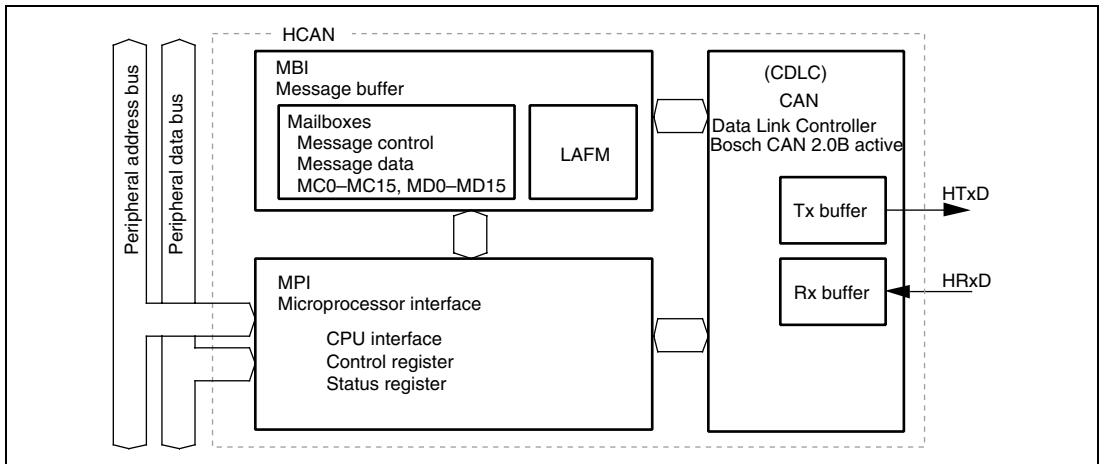 Peripheral address bus
Peripheral data bus
HCAN
MBI
Message buffer
Mailboxes
Message control
Message data
MC0–MC15, MD0–MD15
LAFM
MPI
Microprocessor interface
CPU interface
Control register
Status register
(CDLC)
CAN
Data Link Controller
Bosch CAN 2.0B active
Tx buffer
Rx buffer
HTxD
HRxD